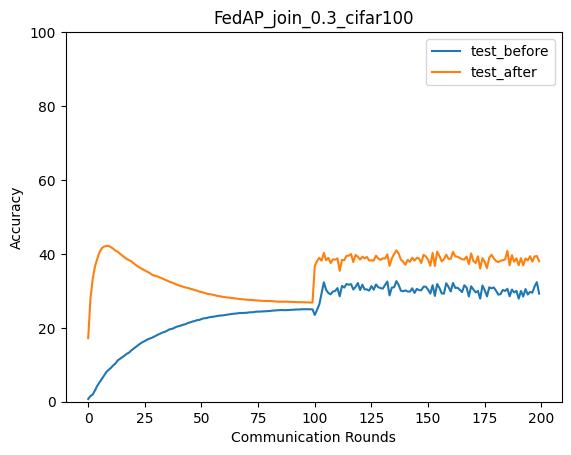 FedAP_join_0.3_cifar100
100
80
60
40
20
0
Accuracy
test_before
test_after
0 25 50 75 100 125 150 175 200
Communication Rounds